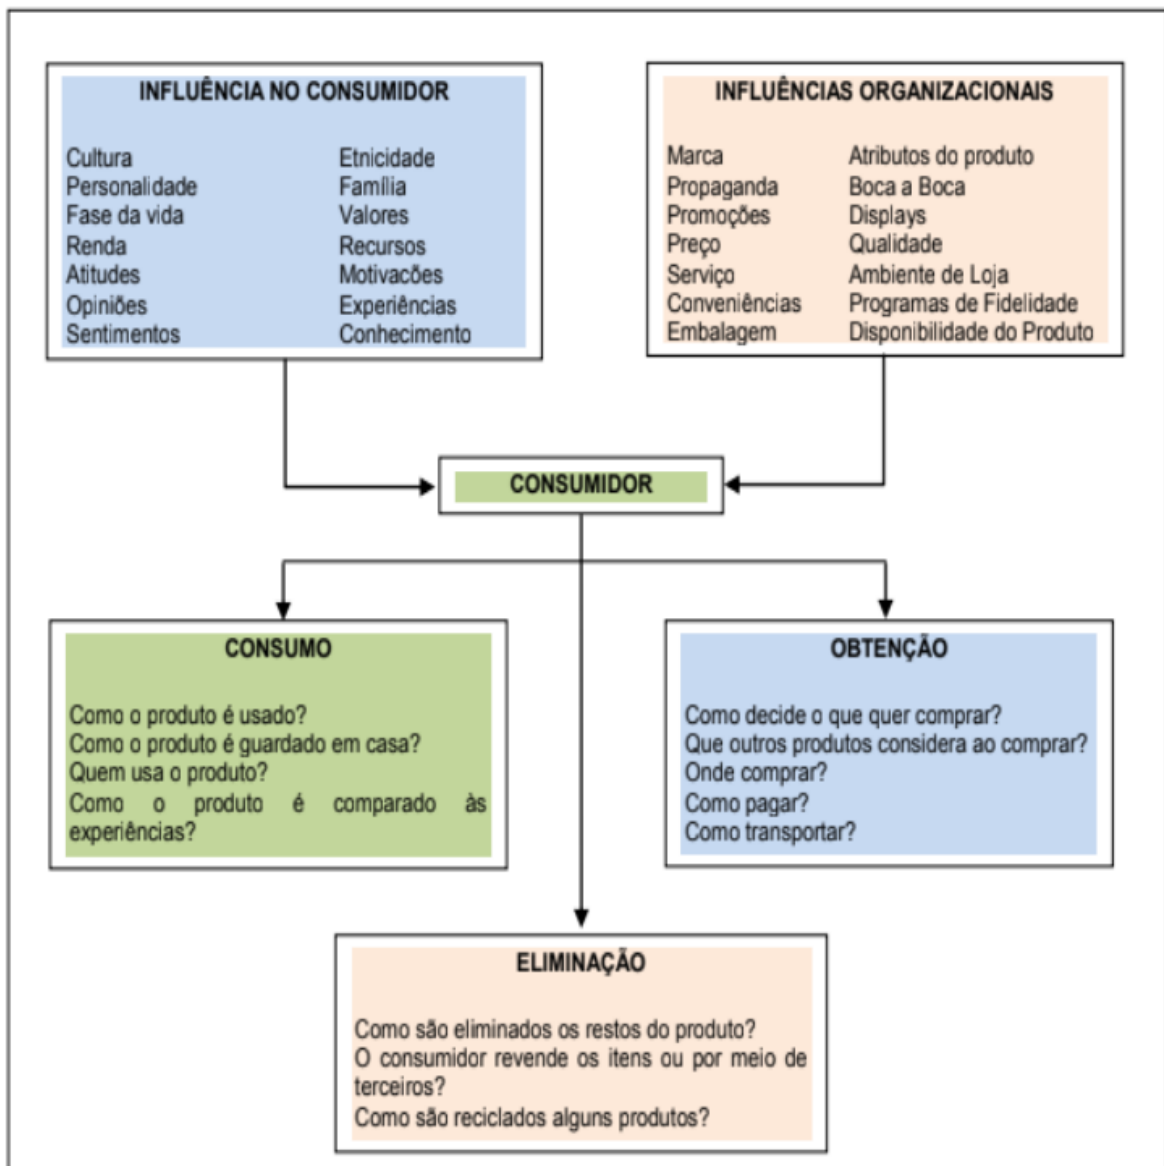 INFLUÊNCIA NO CONSUMIDOR
Cultura Etnicidade
Personalidade Família
Fase da vida Valores
Renda Recursos
Atitudes Motivacões
Opiniões Experiências
Sentimentos Conhecimento
INFLUÊNCIAS ORGANIZACIONAIS
Marca Atributos do produto
Propaganda Boca a Boca
Promoções Displays
Preço Qualidade
Serviço Ambiente de Loja
Conveniências Programas de Fidelidade
Embalagem Disponibilidade do Produto
CONSUMIDOR
CONSUMO
Como o produto é usado?
Como o produto é guardado em casa?
Quem usa o produto?
Como o produto é comparado às
experiências?
OBTENÇÃO
Como decide o que quer comprar?
Que outros produtos considera ao comprar?
Onde comprar?
Como pagar?
Como transportar?
ELIMINAÇÃO
Como são eliminados os restos do produto?
O consumidor revende os itens ou por meio de
terceiros?
Como são reciclados alguns produtos?